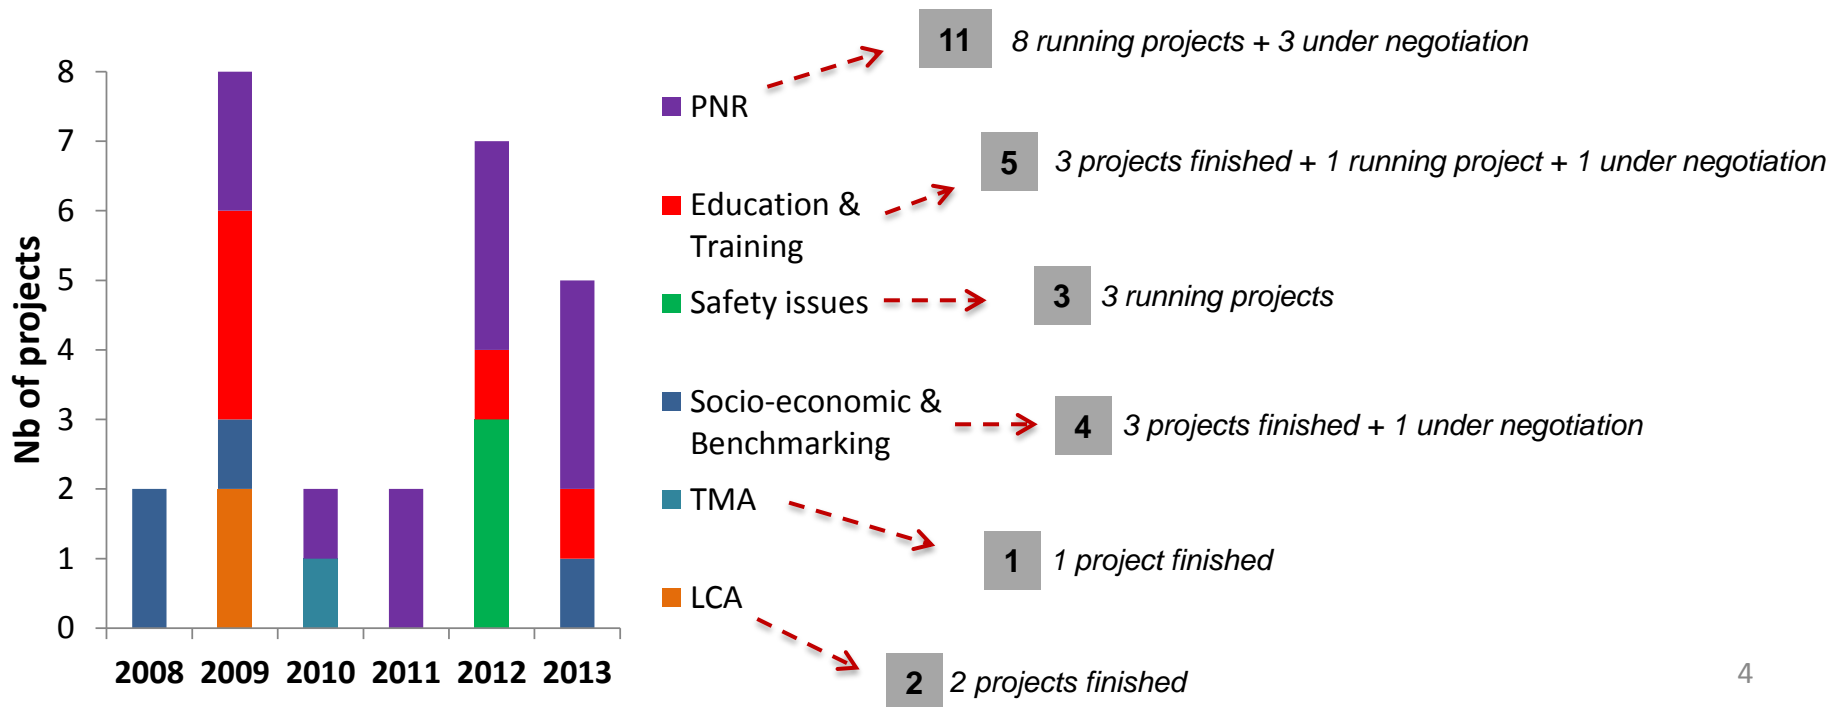 Nb of projects
8
7
6
5
4
3
2
1
0
2008 2009 2010 2011 2012 2013
PNR
11 8 running projects + 3 under negotiation
Education &
Training
5 3 projects finished + 1 running project + 1 under negotiation
Safety issues
3 3 running projects
Socio-economic &
Benchmarking
4 3 projects finished + 1 under negotiation
TMA
1 1 project finished
LCA
2 2 projects finished
4